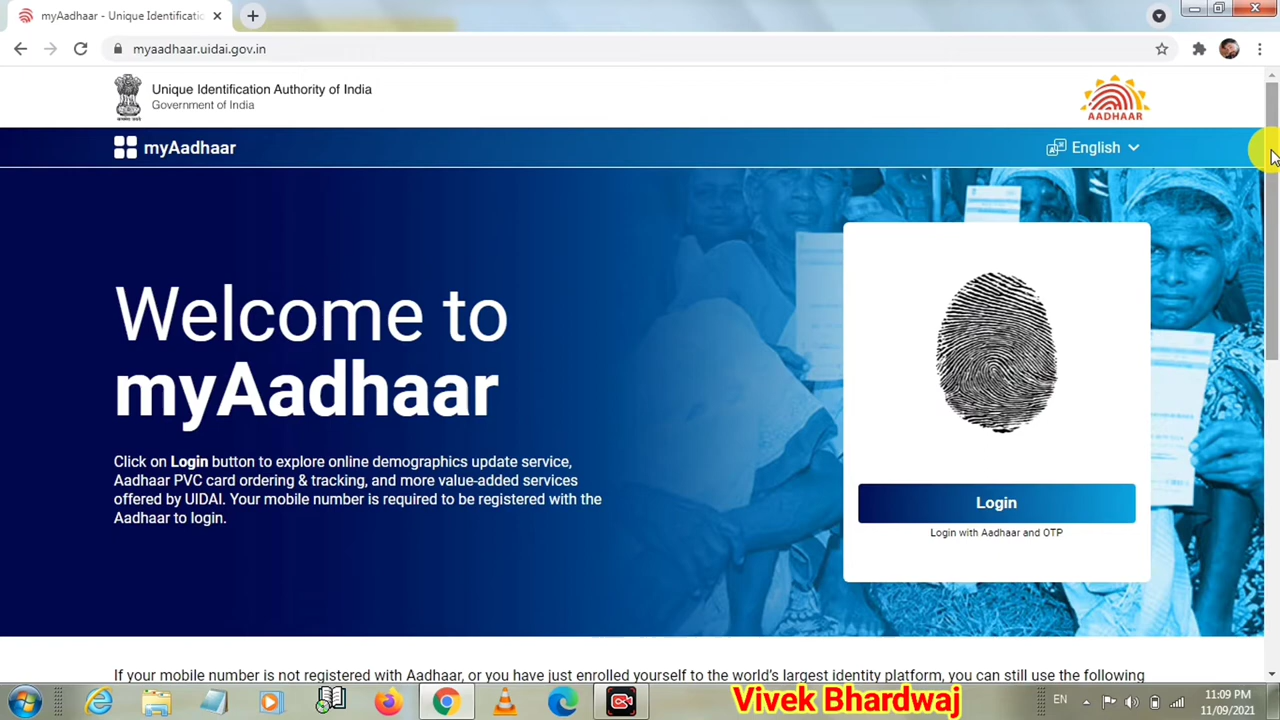 myAadhaar - Unique Identificatio
myaadhaar.uidai.gov.in
Unique Identification Authority of India
Government of India
AADHAAR
myAadhaar
English
Welcome to
myAadhaar
Click on Login button to explore online demographics update service,
Aadhaar PVC card ordering & tracking, and more value-added services
offered by UIDAI. Your mobile number is required to be registered with the
Aadhaar to login.
Login
Login with Aadhaar and OTP
If your mobile number is not registered with Aadhaar, or you have just enrolled yourself to the world's largest identity platform, you can still use the following
Vivek Bhardwaj
EN
11:09 PM
11/09/2021